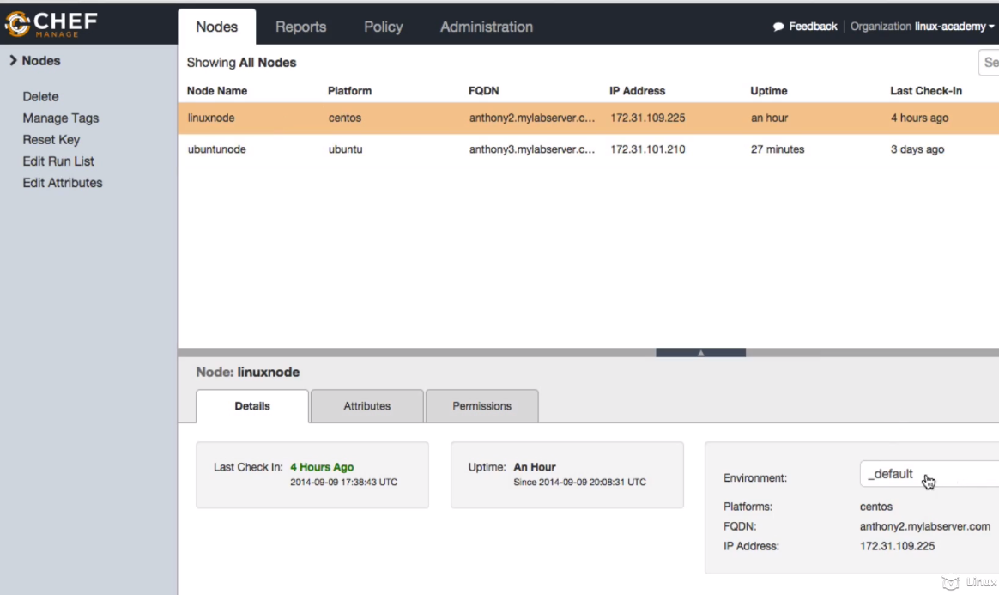 CHEF
MANAGE
Nodes Reports Policy Administration Feedback Organization linux-academy
Nodes
Delete
Manage Tags
Reset Key
Edit Run List
Edit Attributes
Showing All Nodes Se
Node Name Platform FQDN IP Address Uptime Last Check-In
linuxnode centos anthony2.mylabserver.c... 172.31.109.225 an hour 4 hours ago
ubuntunode ubuntu anthony3.mylabserver.c... 172.31.101.210 27 minutes 3 days ago
Node: linuxnode
Details Attributes Permissions
Last Check In: 4 Hours Ago
2014-09-09 17:38:43 UTC
Uptime: An Hour
Since 2014-09-09 20:08:31 UTC
Environment: _default
Platforms: centos
FQDN: anthony2.mylabserver.com
IP Address: 172.31.109.225
Linux